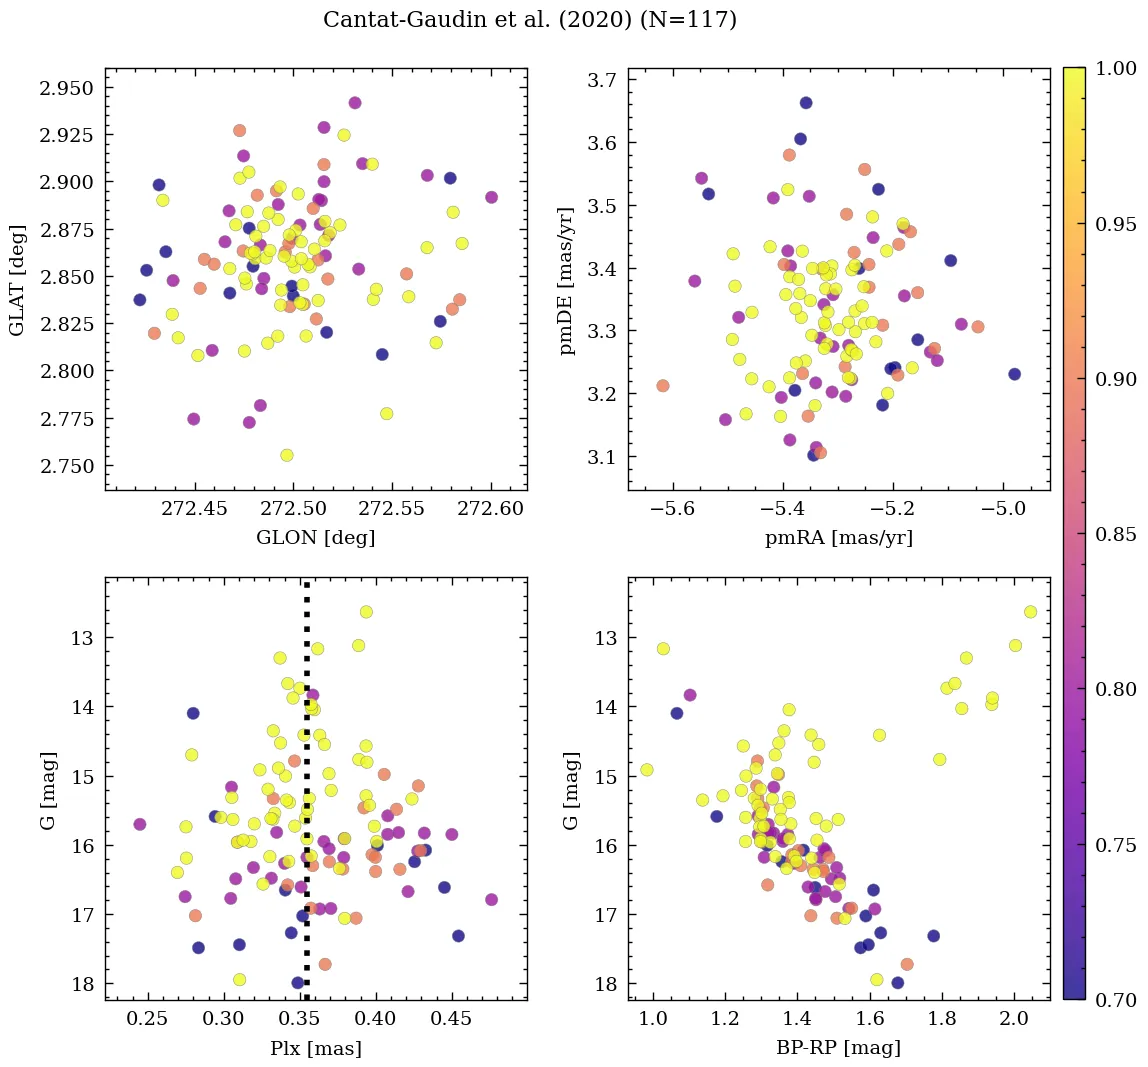 Cantat-Gaudin et al. (2020) (N=117)
2.950
2.925
2.900
2.875
2.850
2.825
2.800
2.775
2.750
GLAT [deg]
272.45 272.50 272.55 272.60
GLON [deg]
3.7
3.6
3.5
3.4
3.3
3.2
3.1
pmDE [mas/yr]
−5.6 −5.4 −5.2 −5.0
pmRA [mas/yr]
13
14
15
16
17
18
G [mag]
0.25 0.30 0.35 0.40 0.45
Plx [mas]
13
14
15
16
17
18
G [mag]
1.0 1.2 1.4 1.6 1.8 2.0
BP-RP [mag]
1.00
0.95
0.90
0.85
0.80
0.75
0.70